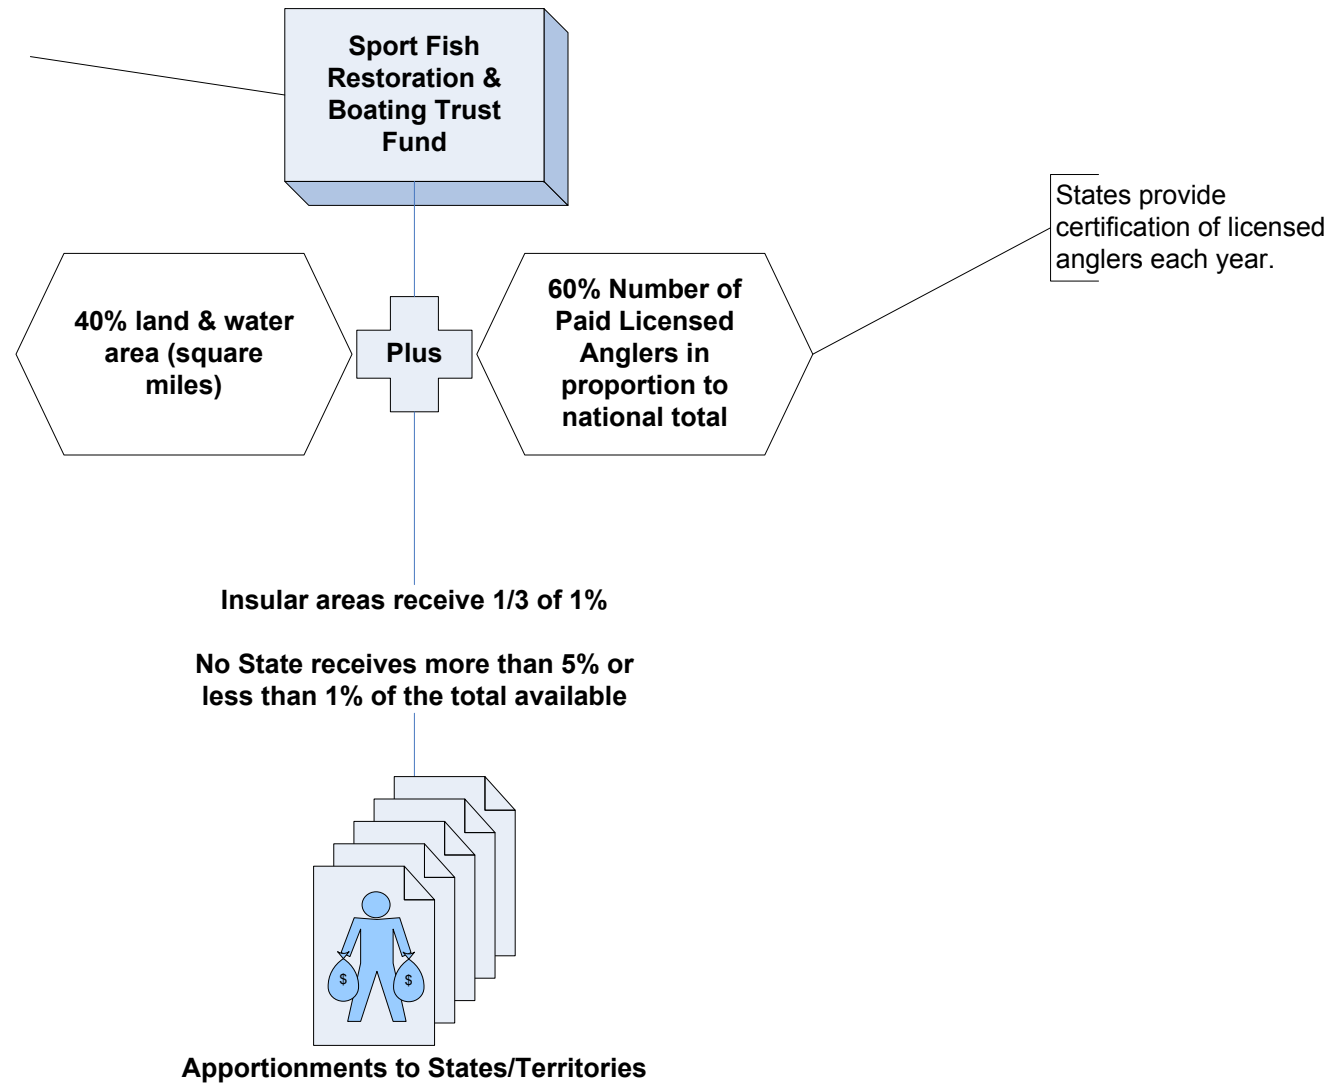 Sport Fish
Restoration &
Boating Trust
Fund
States provide
certification of licensed
anglers each year.
40% land & water
area (square
miles)
Plus
60% Number of
Paid Licensed
Anglers in
proportion to
national total
Insular areas receive 1/3 of 1%
No State receives more than 5% or
less than 1% of the total available
$
$
Apportionments to States/Territories